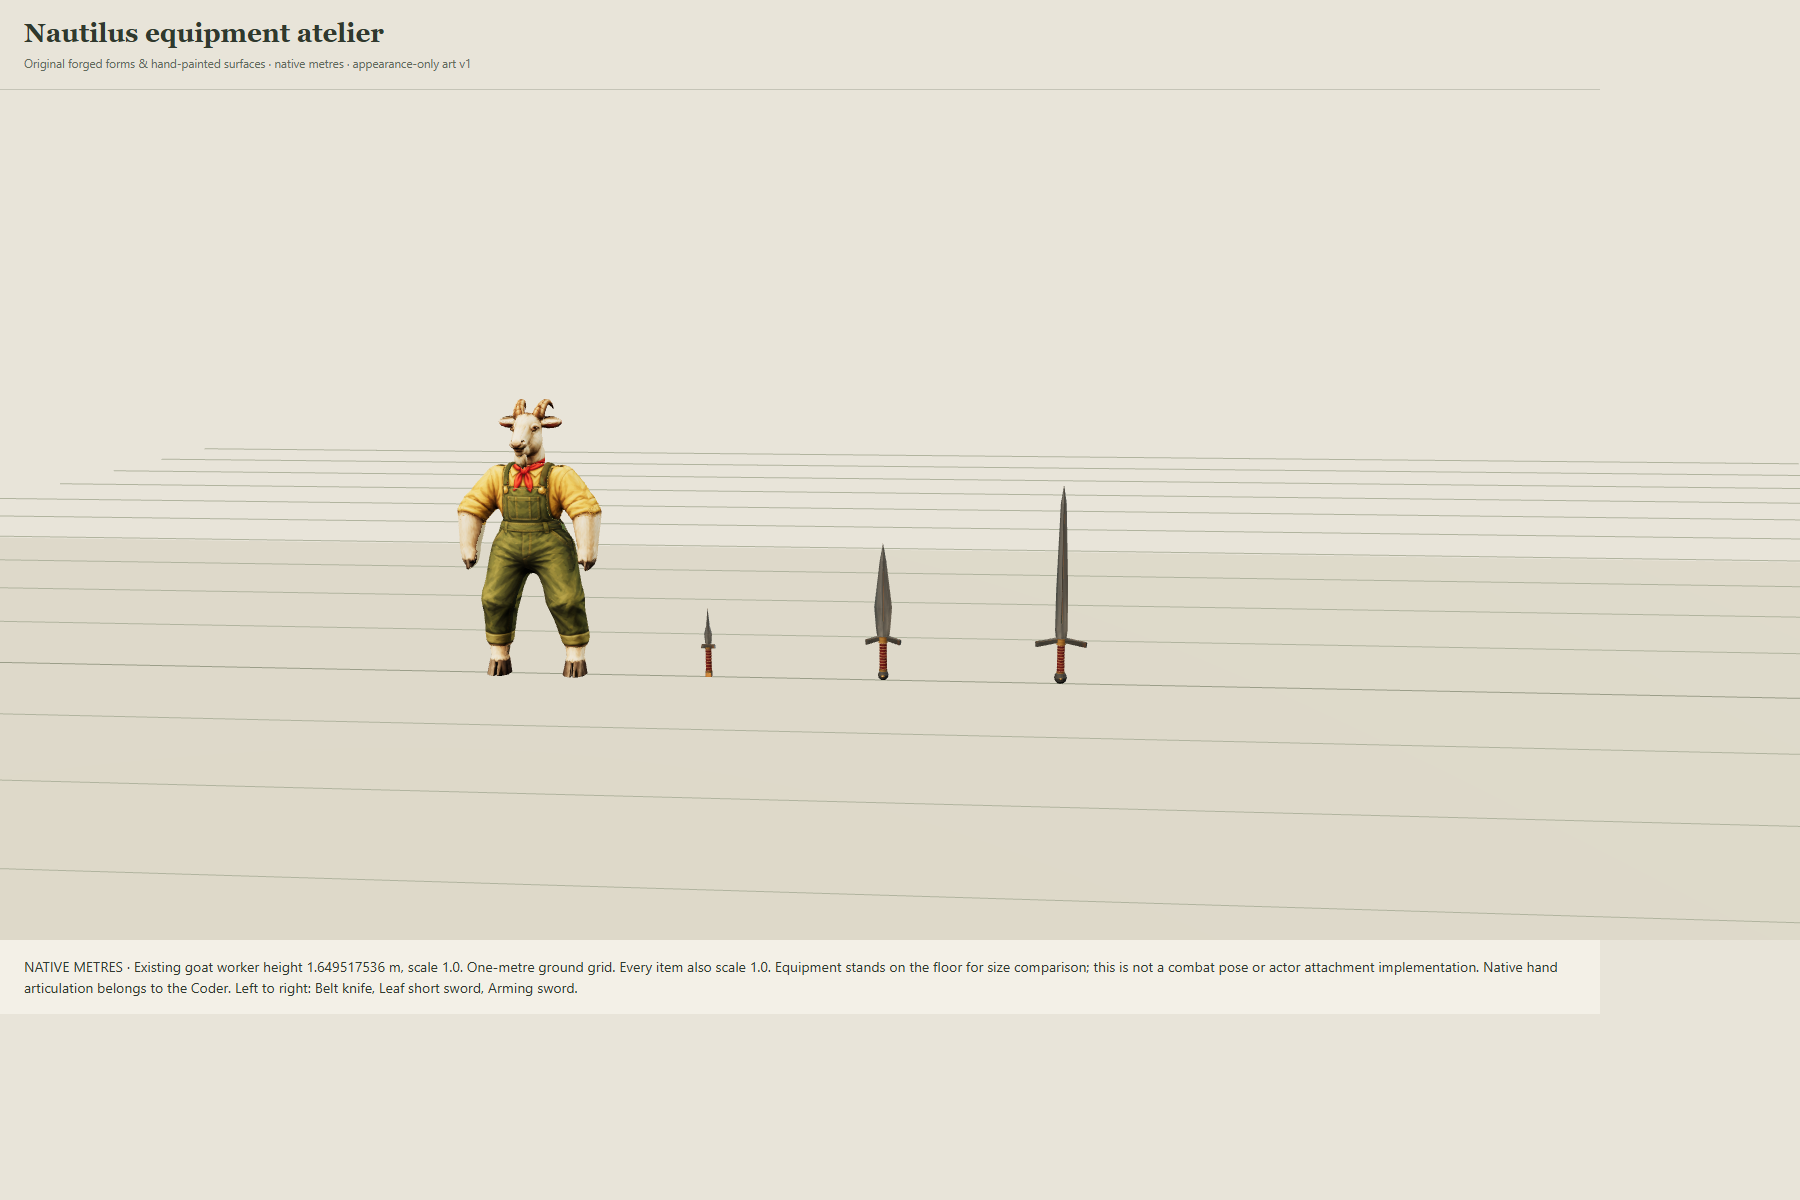 Nautilus equipment atelier
Original forged forms & hand-painted surfaces · native metres · appearance-only art v1
NATIVE METRES · Existing goat worker height 1.649517536 m, scale 1.0. One-metre ground grid. Every item also scale 1.0. Equipment stands on the floor for size comparison; this is not a combat pose or actor attachment implementation. Native hand
articulation belongs to the Coder. Left to right: Belt knife, Leaf short sword, Arming sword.